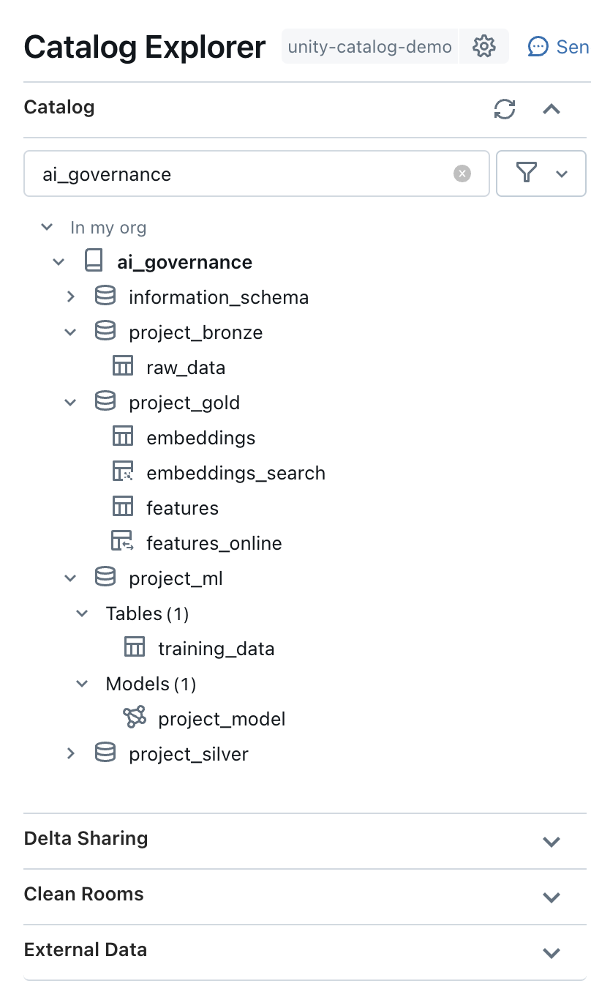 Catalog Explorer unity-catalog-demo Sen
Catalog
ai_governance
In my org
ai_governance
information_schema
project_bronze
raw_data
project_gold
embeddings
embeddings_search
features
features_online
project_ml
Tables (1)
training_data
Models (1)
project_model
project_silver
Delta Sharing
Clean Rooms
External Data